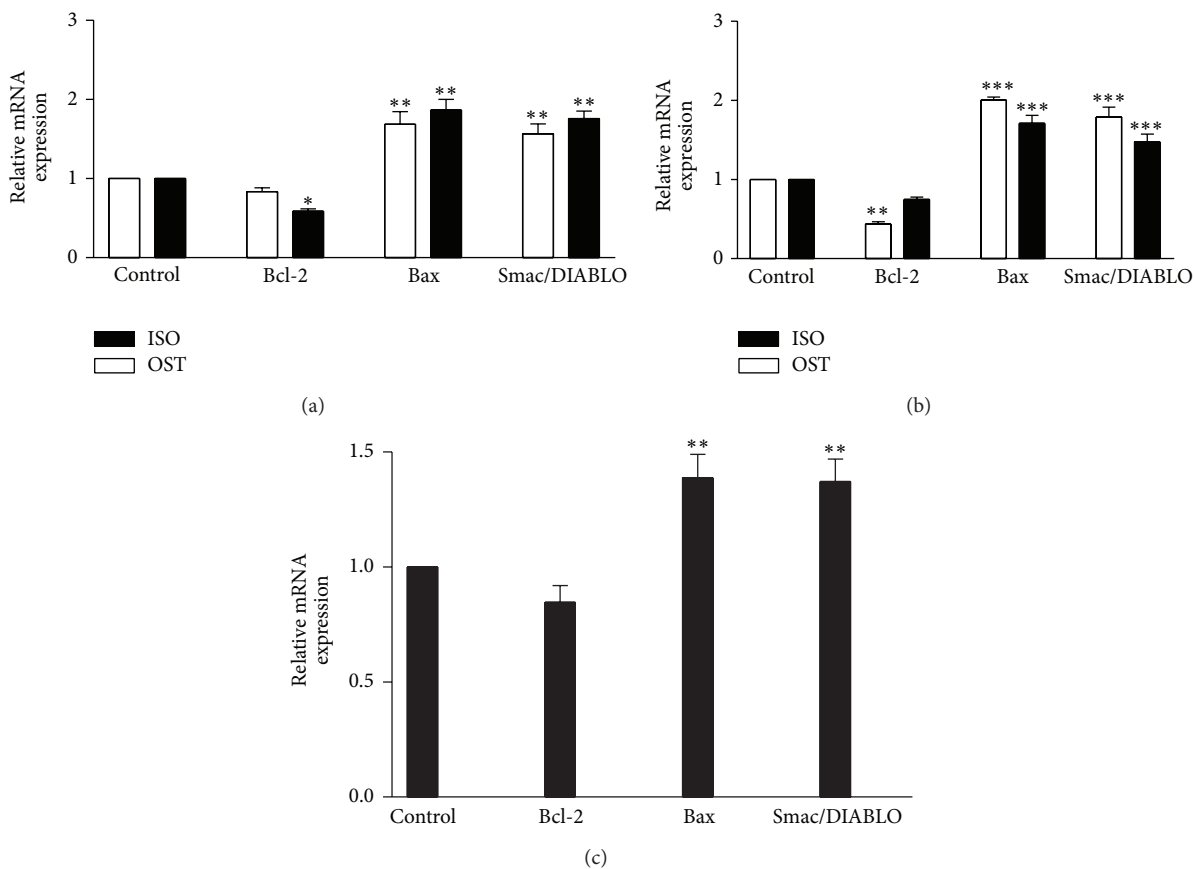 3
2
1
0
Relative mRNA
expression
*
** ** ** **
Control Bcl-2 Bax Smac/DIABLO
ISO
OST
(a)
3
2
1
0
Relative mRNA
expression
**
*** *** *** ***
Control Bcl-2 Bax Smac/DIABLO
ISO
OST
(b)
1.5
1.0
0.5
0.0
Relative mRNA
expression
** **
Control Bcl-2 Bax Smac/DIABLO
(c)